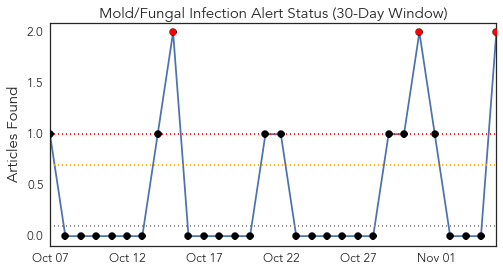 Mold/Fungal Infection Alert Status (30-Day Window)
Articles Found
2.0
1.5
1.0
0.5
0.0
Oct 07
Oct 12
Oct 17
Oct 22
Oct 27
Nov 01